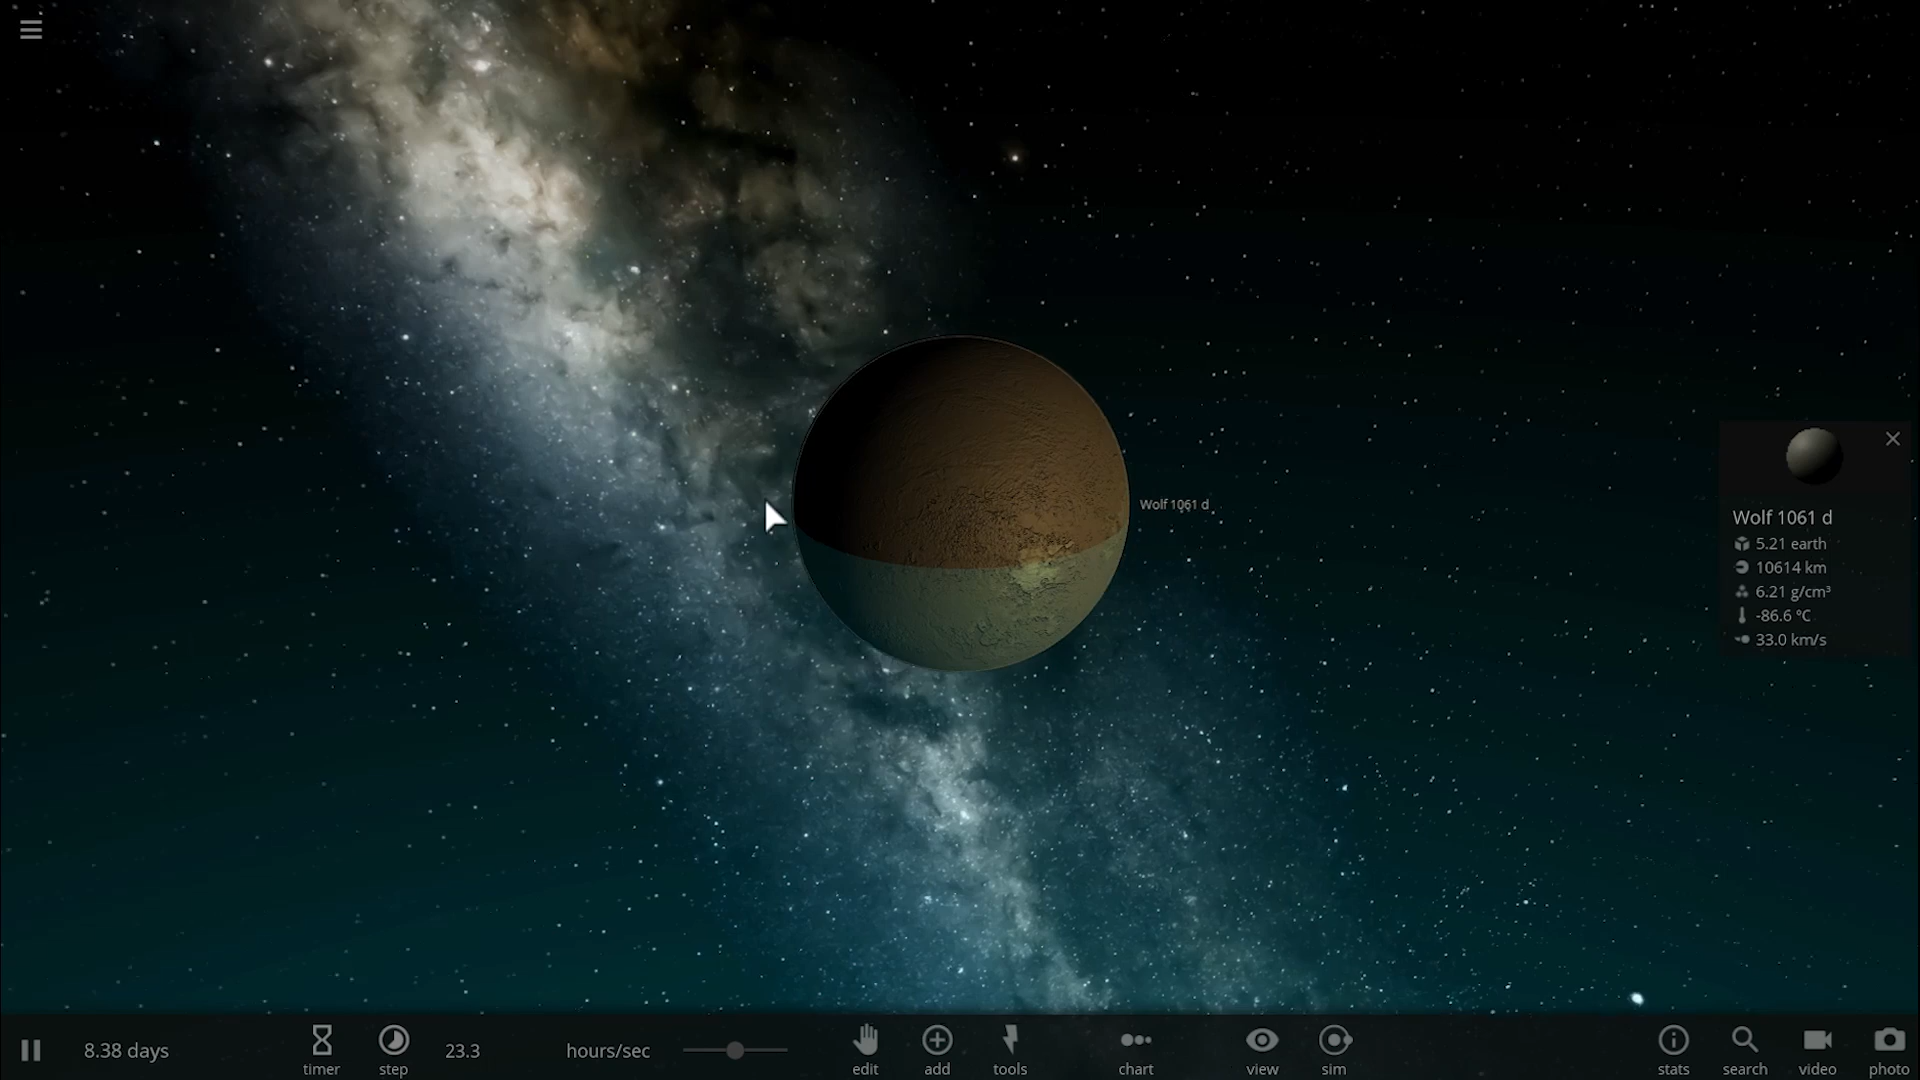 Wolf 1061 d
Wolf 1061 d
5.21 earth
10614 km
6.21 g/cm³
-86.6 °C
33.0 km/s
8.38 days
timer
step
23.3
hours/sec
edit
add
tools
chart
view
sim
stats
search
video
photo